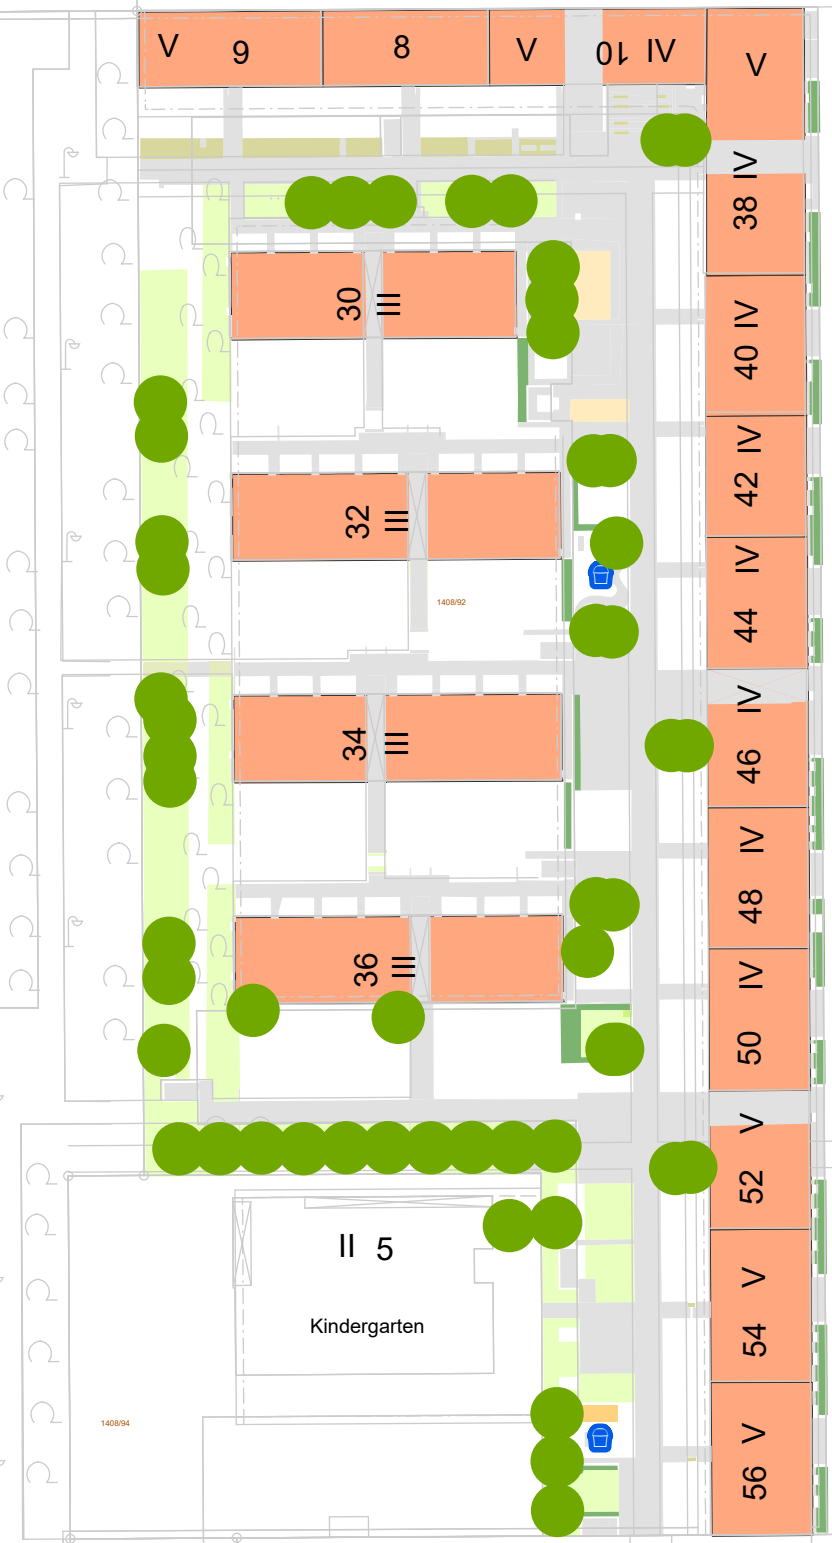 V
6
8
V
10
IV
V
38 IV
30
III
40 IV
42 IV
32
III
44 IV
1408/92
34
III
46 IV
48 IV
36
III
50 IV
52 V
II 5
Kindergarten
54 V
1408/94
56 V